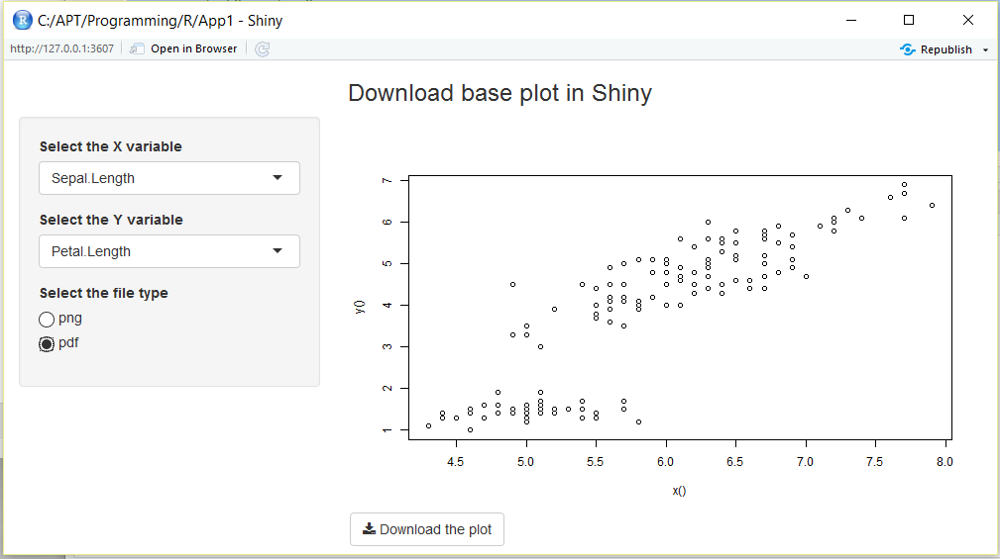 C:/APT/Programming/R/App1 - Shiny
http://127.0.0.1:3607 Open in Browser Republish
Download base plot in Shiny
Select the X variable
Sepal.Length
Select the Y variable
Petal.Length
Select the file type
png
pdf
7
6
5
4
3
2
1
y()
4.5 5.0 5.5 6.0 6.5 7.0 7.5 8.0
x()
Download the plot